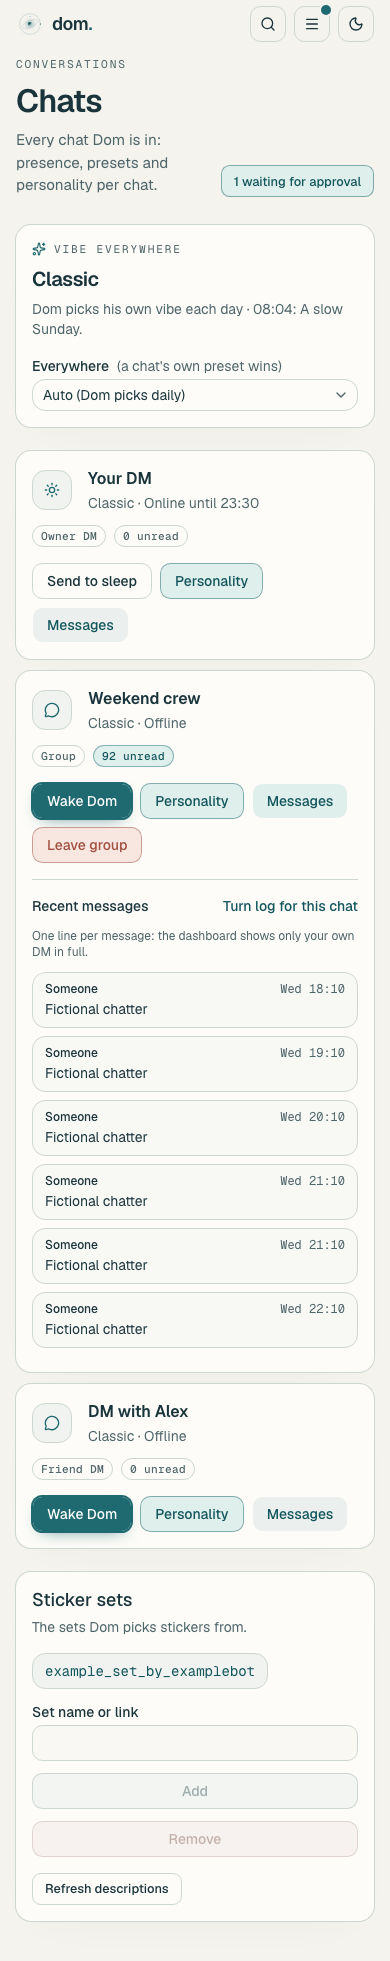 dom.
CONVERSATIONS
Chats
Every chat Dom is in:
presence, presets and
personality per chat.
1 waiting for approval
VIBE EVERYWHERE
Classic
Dom picks his own vibe each day · 08:04: A slow
Sunday.
Everywhere (a chat's own preset wins)
Auto (Dom picks daily)
Your DM
Classic · Online until 23:30
Owner DM 0 unread
Send to sleep Personality
Messages
Weekend crew
Classic · Offline
Group 92 unread
Wake Dom Personality Messages
Leave group
Recent messages Turn log for this chat
One line per message: the dashboard shows only your own
DM in full.
Someone Wed 18:10
Fictional chatter
Someone Wed 19:10
Fictional chatter
Someone Wed 20:10
Fictional chatter
Someone Wed 21:10
Fictional chatter
Someone Wed 21:10
Fictional chatter
Someone Wed 22:10
Fictional chatter
DM with Alex
Classic · Offline
Friend DM 0 unread
Wake Dom Personality Messages
Sticker sets
The sets Dom picks stickers from.
example_set_by_examplebot
Set name or link
Add
Remove
Refresh descriptions